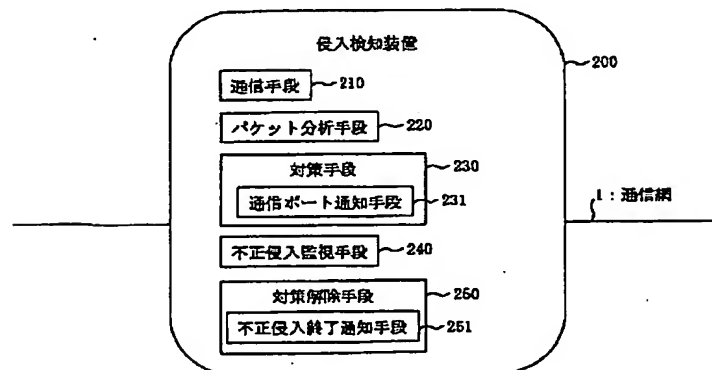 侵入検知装置
200
通信手段 210
パケット分析手段 220
対策手段 230
通信ポート通知手段 231
1:通信網
不正侵入監視手段 240
対策解除手段 250
不正侵入終了通知手段 251